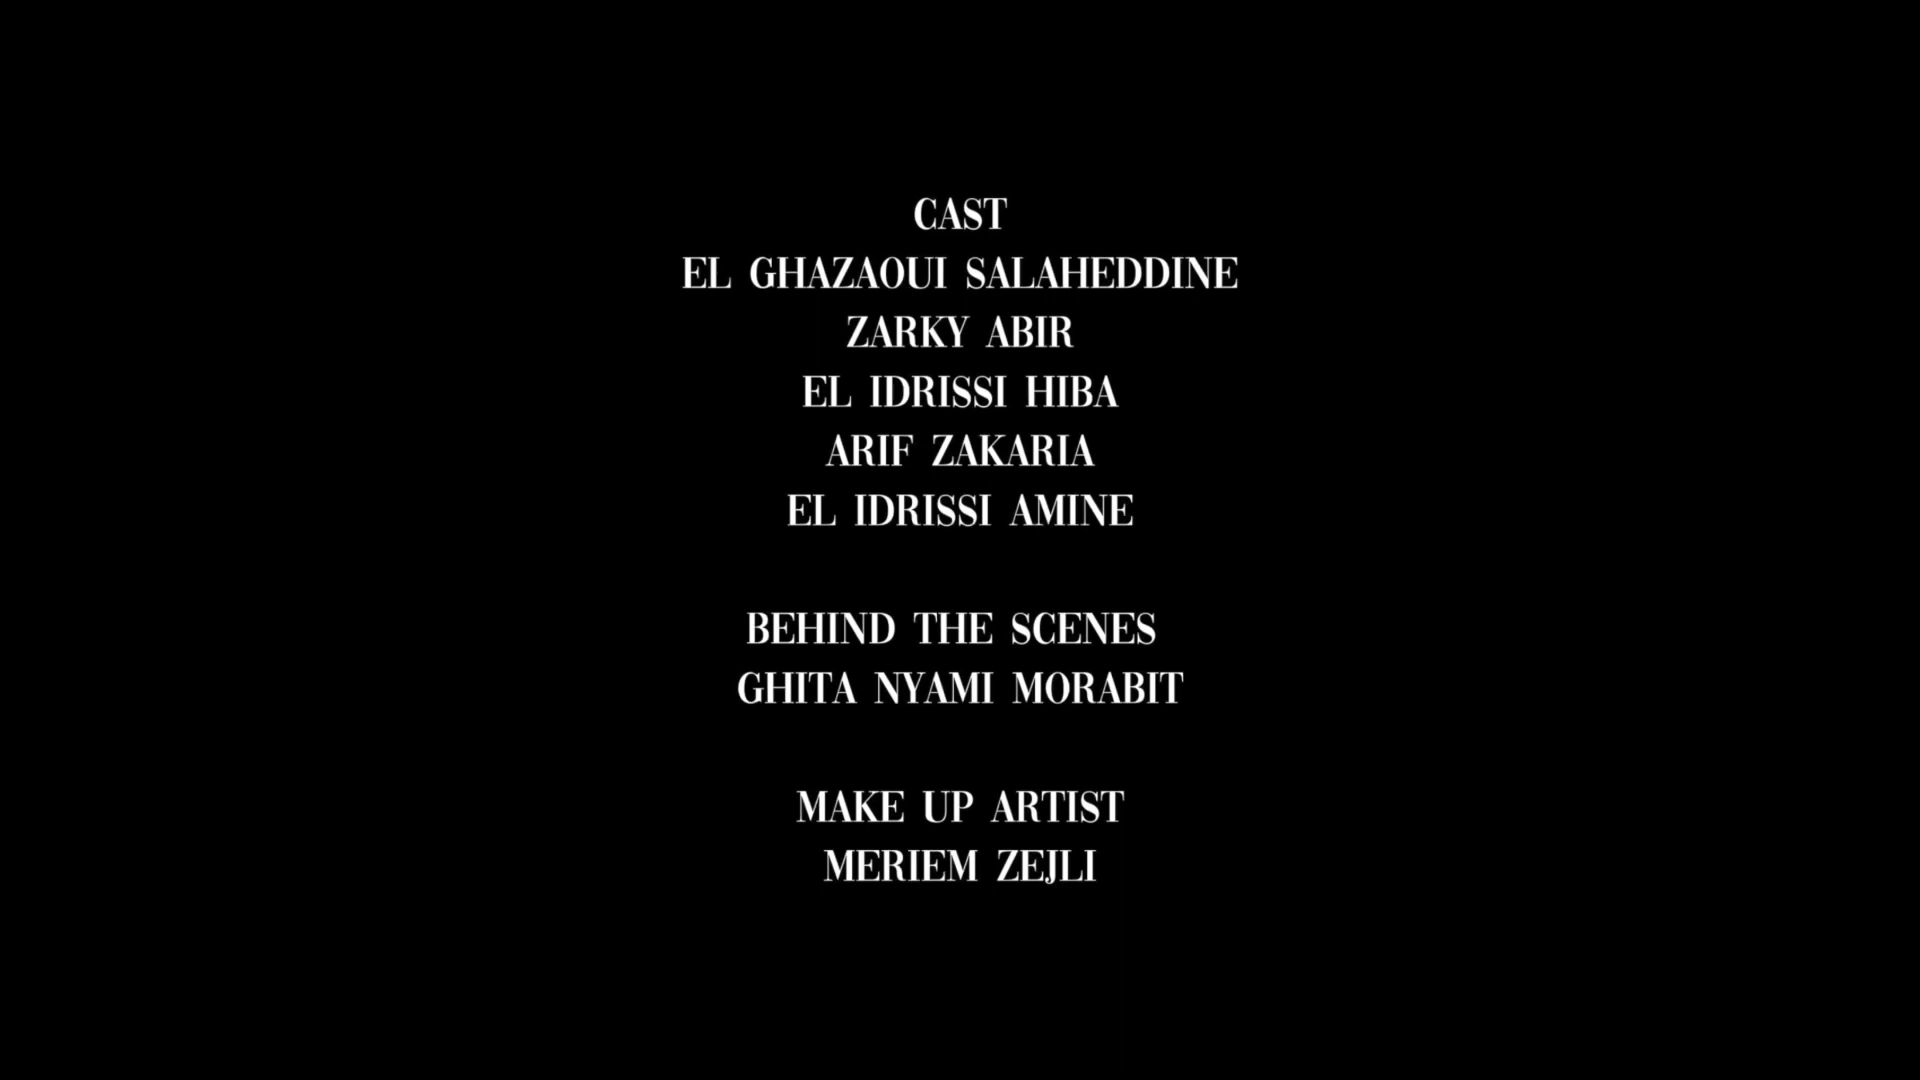 CAST
EL GHAZAOUI SALAHEDDINE
ZARKY ABIR
EL IDRISSI HIBA
ARIF ZAKARIA
EL IDRISSI AMINE
BEHIND THE SCENES
GHITA NYAMI MORABIT
MAKE UP ARTIST
MERIEM ZEJLI